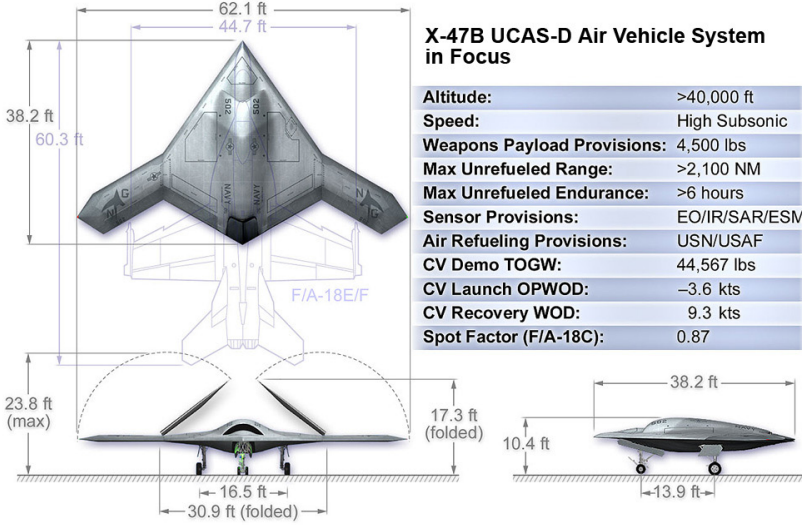 62.1 ft
44.7 ft
38.2 ft
60.3 ft
502
502
NAVY
NAVY
N G
N G
F/A-18E/F
X-47B UCAS-D Air Vehicle System
in Focus
Altitude: >40,000 ft
Speed: High Subsonic
Weapons Payload Provisions: 4,500 lbs
Max Unrefueled Range: >2,100 NM
Max Unrefueled Endurance: >6 hours
Sensor Provisions: EO/IR/SAR/ESM
Air Refueling Provisions: USN/USAF
CV Demo TOGW: 44,567 lbs
CV Launch OPWOD: –3.6 kts
CV Recovery WOD: 9.3 kts
Spot Factor (F/A-18C): 0.87
23.8 ft
(max)
17.3 ft
(folded)
16.5 ft
30.9 ft (folded)
38.2 ft
10.4 ft
13.9 ft